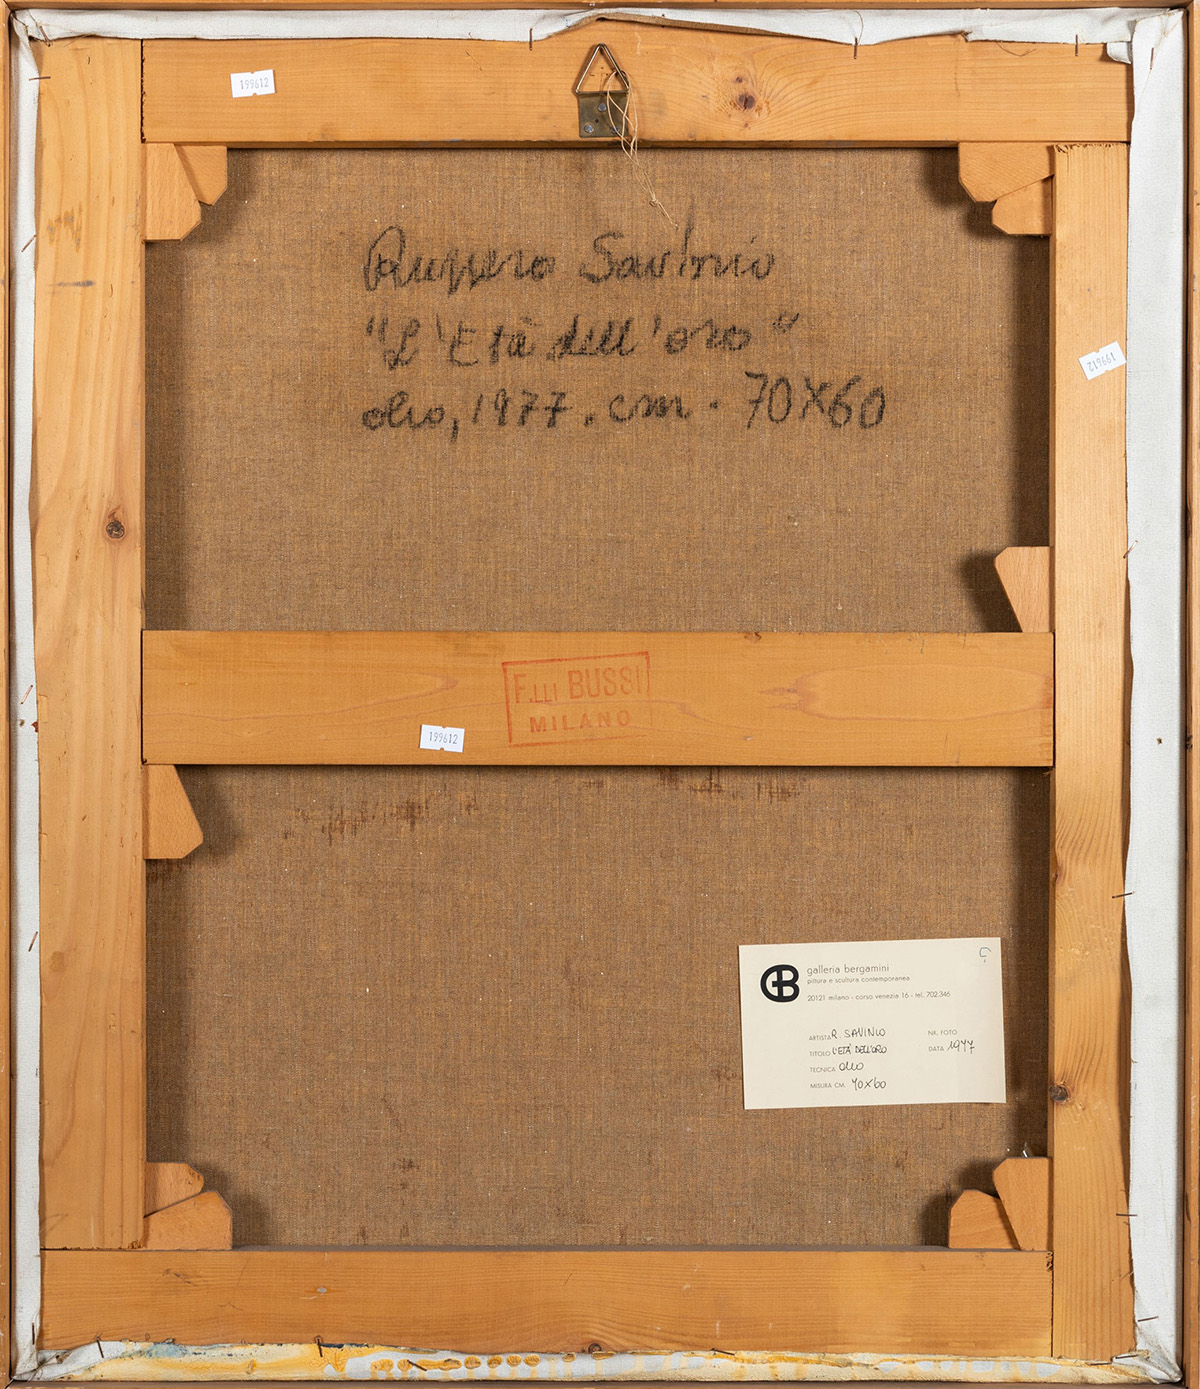 199612
Ruggero Savinio
"L'Età dell'oro"
olio, 1977. cm. 70X60
199612
F.LLI BUSSI
MILANO
199612
GB
galleria bergamini
pittura e scultura contemporanea
20121 milano - corso venezia 16 - tel. 702.346
ARTISTA R. SAVINIO NR. FOTO
TITOLO L'ETÀ DELL'ORO DATA 1977
TECNICA OLIO
MISURA CM. 70X60